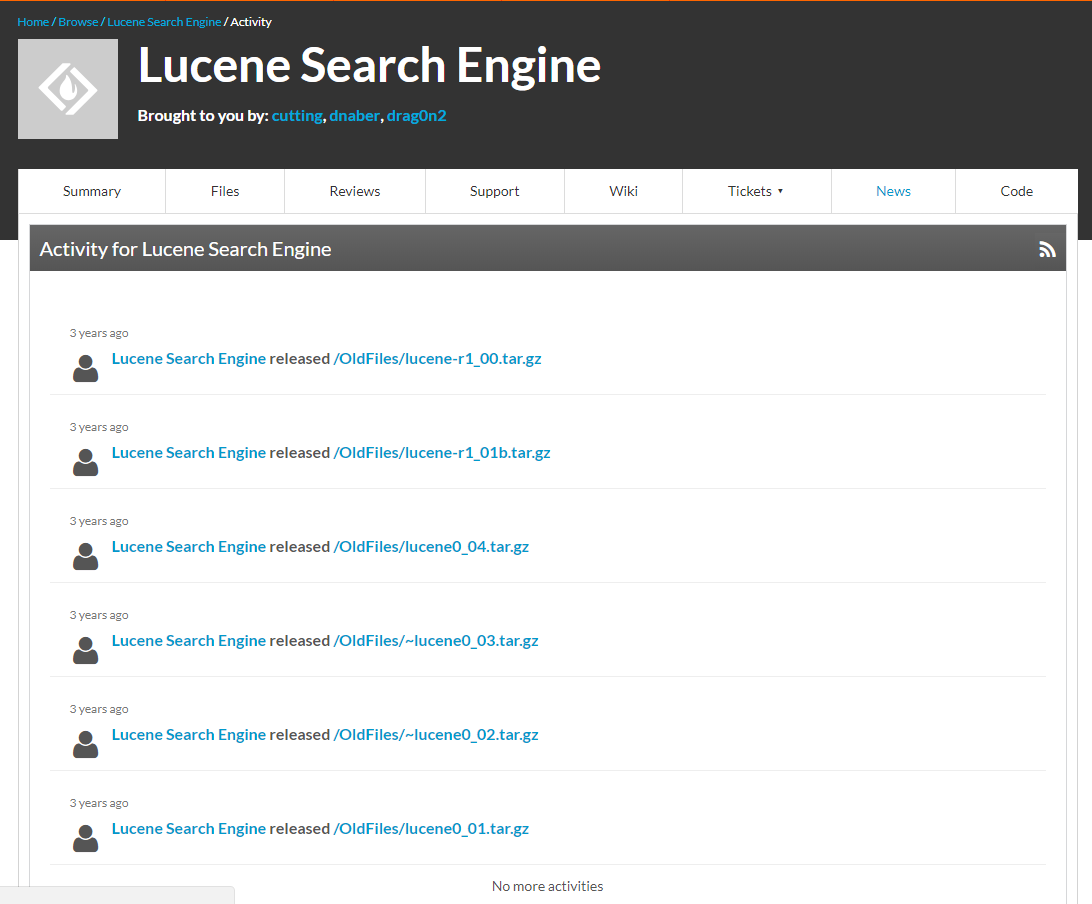 Home / Browse / Lucene Search Engine / Activity
Lucene Search Engine
Brought to you by: cutting, dnaber, drag0n2
Summary Files Reviews Support Wiki Tickets ▾ News Code
Activity for Lucene Search Engine
3 years ago
Lucene Search Engine released /OldFiles/lucene-r1_00.tar.gz
3 years ago
Lucene Search Engine released /OldFiles/lucene-r1_01b.tar.gz
3 years ago
Lucene Search Engine released /OldFiles/lucene0_04.tar.gz
3 years ago
Lucene Search Engine released /OldFiles/~lucene0_03.tar.gz
3 years ago
Lucene Search Engine released /OldFiles/~lucene0_02.tar.gz
3 years ago
Lucene Search Engine released /OldFiles/lucene0_01.tar.gz
No more activities